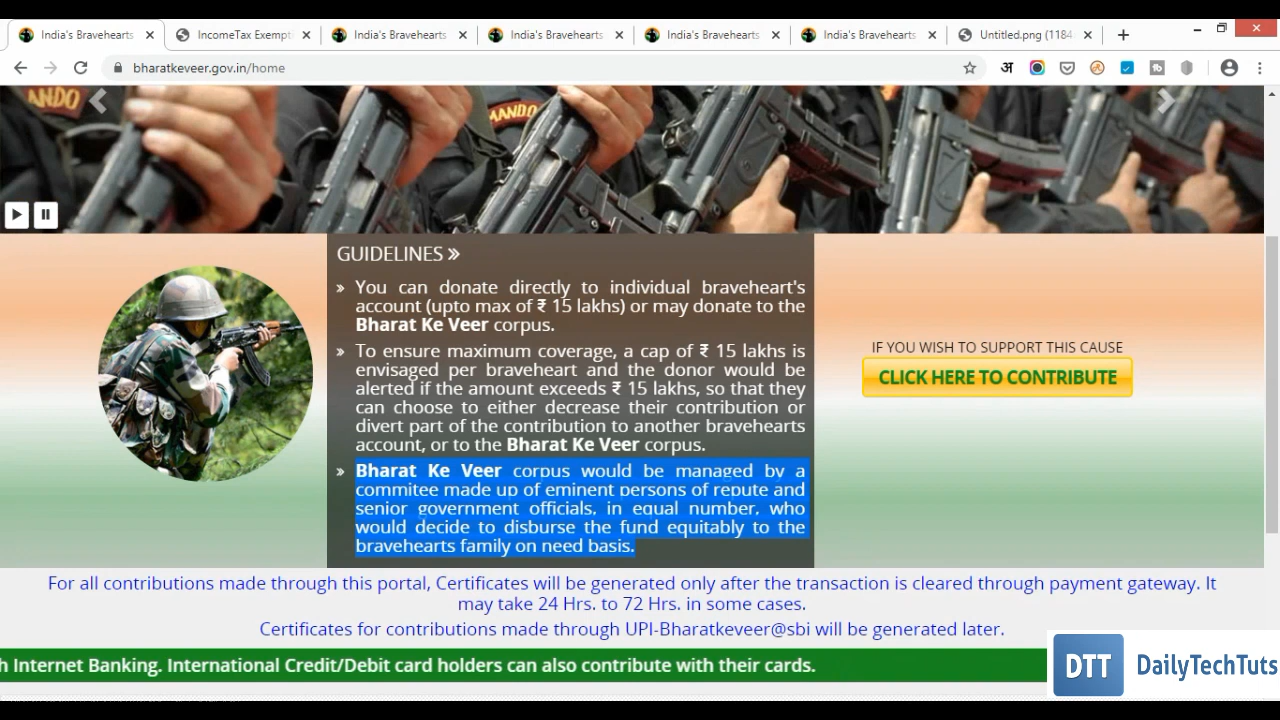 India's Bravehearts
IncomeTax Exempti
India's Bravehearts
India's Bravehearts
India's Bravehearts
India's Bravehearts
Untitled.png (1184
bharatkeveer.gov.in/home
अ
ANDO
ANDO
GUIDELINES »
» You can donate directly to individual braveheart's
account (upto max of ₹ 15 lakhs) or may donate to the
Bharat Ke Veer corpus.
» To ensure maximum coverage, a cap of ₹ 15 lakhs is
envisaged per braveheart and the donor would be
alerted if the amount exceeds ₹ 15 lakhs, so that they
can choose to either decrease their contribution or
divert part of the contribution to another bravehearts
account, or to the Bharat Ke Veer corpus.
» Bharat Ke Veer corpus would be managed by a
commitee made up of eminent persons of repute and
senior government officials, in equal number, who
would decide to disburse the fund equitably to the
bravehearts family on need basis.
IF YOU WISH TO SUPPORT THIS CAUSE
CLICK HERE TO CONTRIBUTE
For all contributions made through this portal, Certificates will be generated only after the transaction is cleared through payment gateway. It
may take 24 Hrs. to 72 Hrs. in some cases.
Certificates for contributions made through UPI-Bharatkeveer@sbi will be generated later.
h Internet Banking. International Credit/Debit card holders can also contribute with their cards.
DTT DailyTechTuts